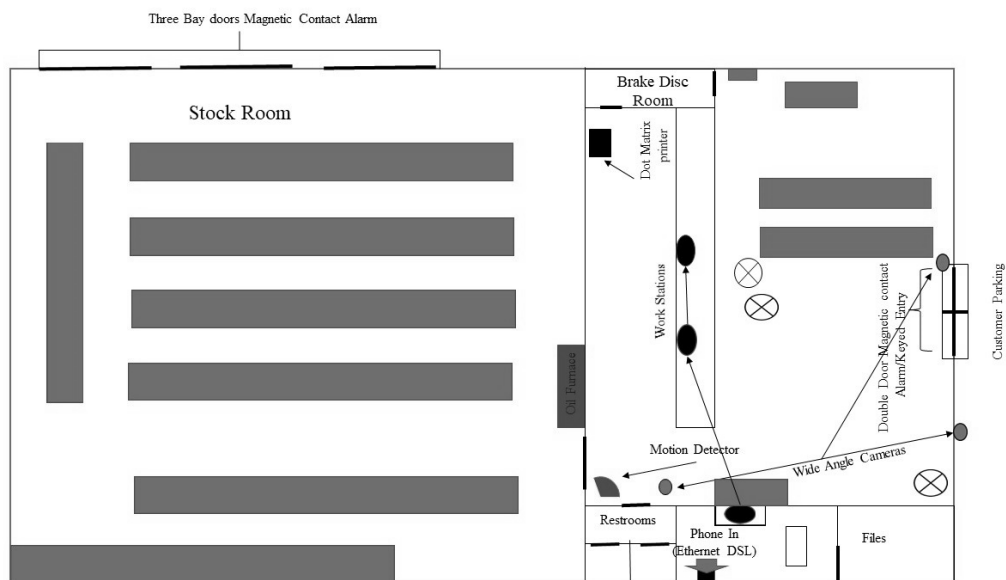 Three Bay doors Magnetic Contact Alarm
Stock Room
Brake Disc
Room
Dot Matrix
printer
Work Stations
Double Door Magnetic contact
Alarm/Keyed Entry
Customer Parking
Oil Furnace
Motion Detector
Wide Angle Cameras
Restrooms
Phone In
(Ethernet DSL)
Files